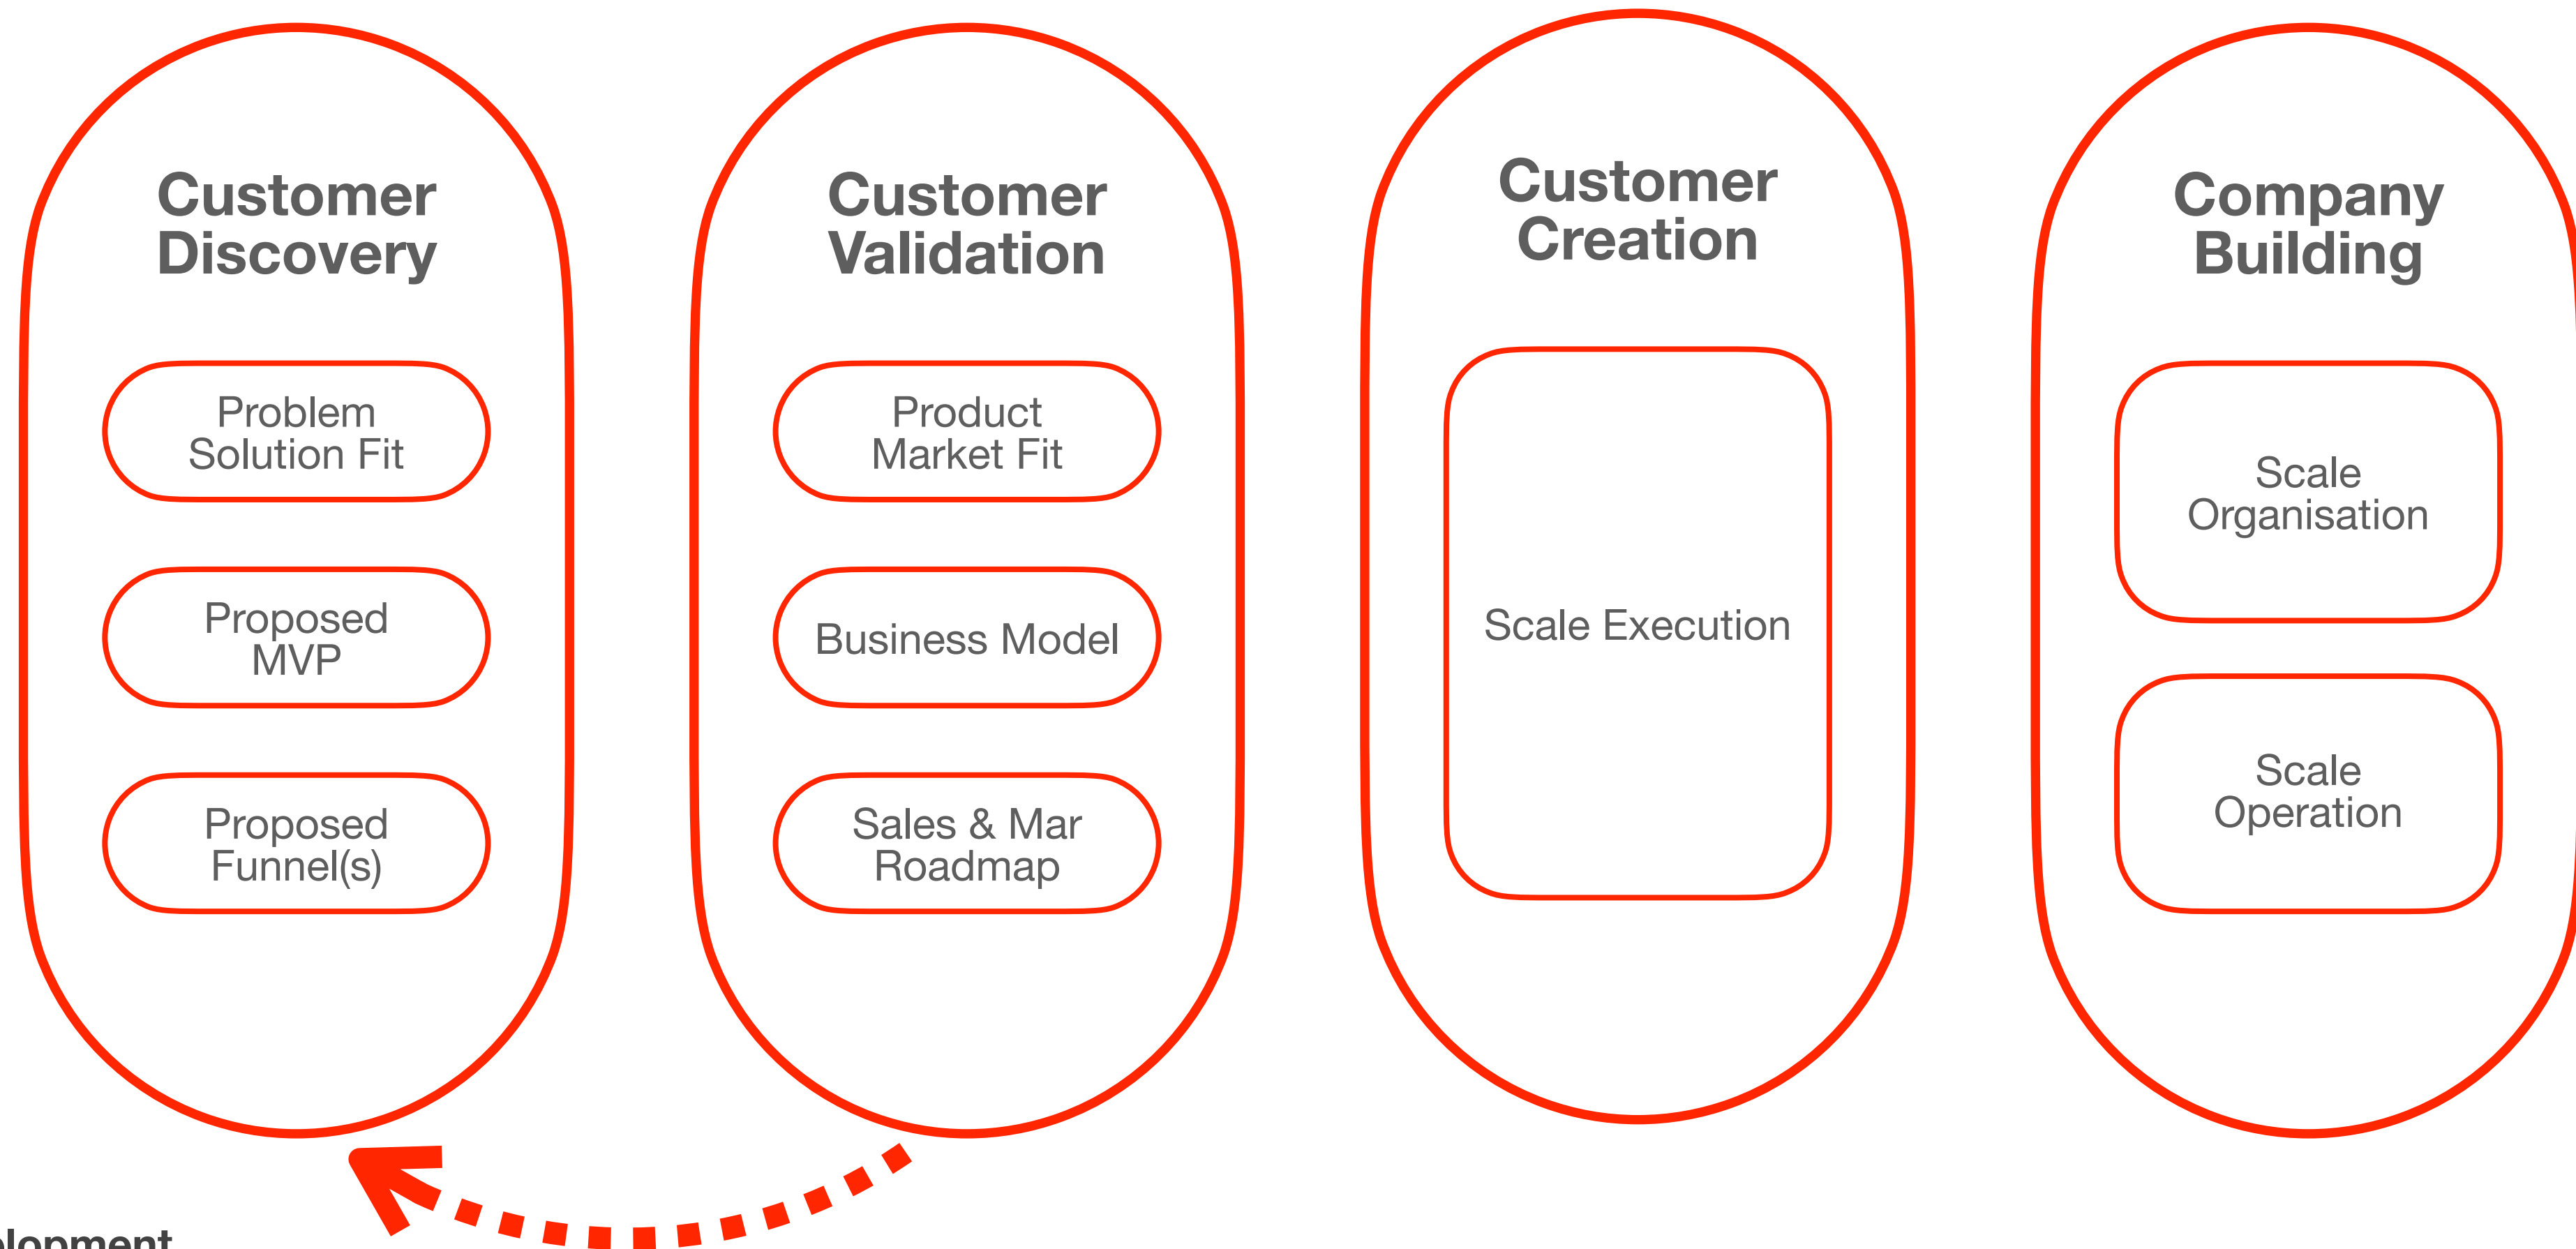 Customer
Discovery
Problem
Solution Fit
Proposed
MVP
Proposed
Funnel(s)
Customer
Validation
Product
Market Fit
Business Model
Sales & Mar
Roadmap
Customer
Creation
Scale Execution
Company
Building
Scale
Organisation
Scale
Operation